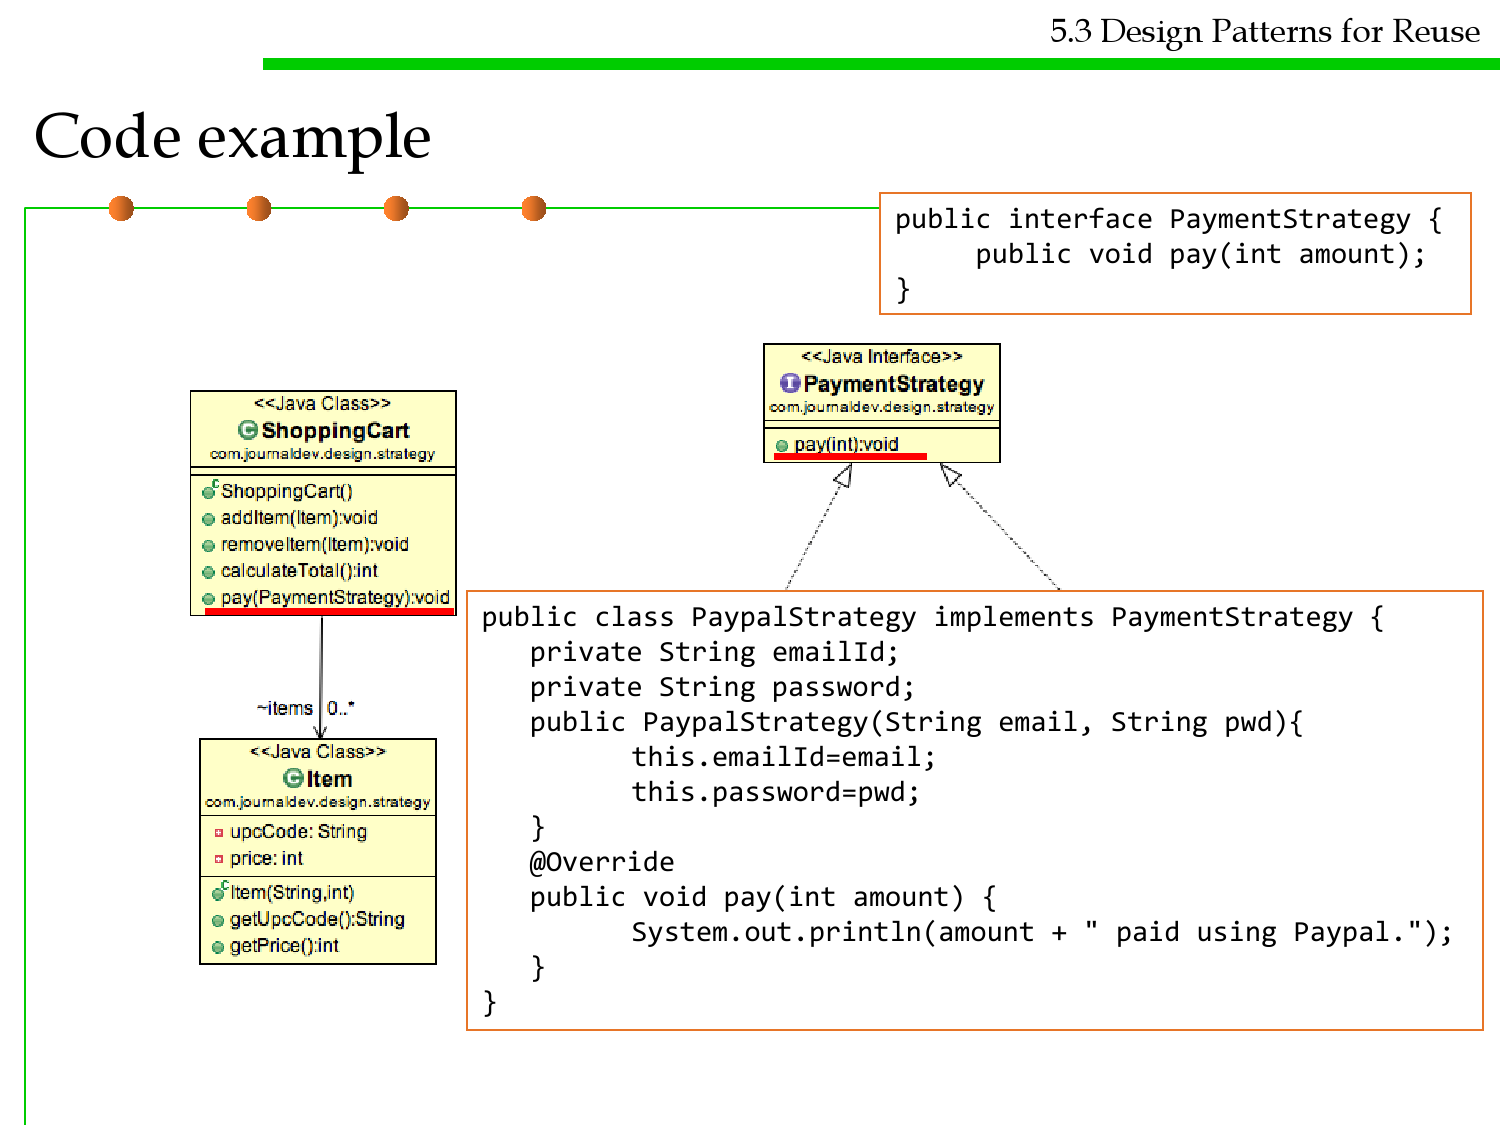 5.3 Design Patterns for Reuse
Code example
public interface PaymentStrategy {
public void pay(int amount);
}
<<Java Interface>>
PaymentStrategy
com.journaldev.design.strategy
pay(int):void
<<Java Class>>
ShoppingCart
com.journaldev.design.strategy
ShoppingCart()
addItem(Item):void
removeItem(Item):void
calculateTotal():int
pay(PaymentStrategy):void
~items 0..*
<<Java Class>>
Item
com.journaldev.design.strategy
upcCode: String
price: int
Item(String,int)
getUpcCode():String
getPrice():int
public class PaypalStrategy implements PaymentStrategy {
private String emailId;
private String password;
public PaypalStrategy(String email, String pwd){
this.emailId=email;
this.password=pwd;
}
@Override
public void pay(int amount) {
System.out.println(amount + " paid using Paypal.");
}
}